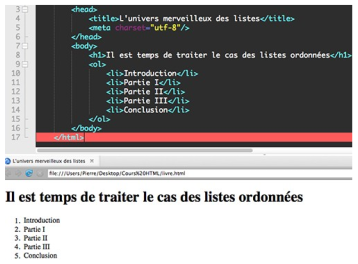 3 <head>
4 <title>L'univers merveilleux des listes</title>
5 <meta charset="utf-8"/>
6 </head>
7 <body>
8 <h1>Il est temps de traiter le cas des listes ordonnées</h1>
9 <ol>
10 <li>Introduction</li>
11 <li>Partie I</li>
12 <li>Partie II</li>
13 <li>Partie III</li>
14 <li>Conclusion</li>
15 </ol>
16 </body>
17 </html>
L'univers merveilleux des listes ×
file:///Users/Pierre/Desktop/Cours%20HTML/livre.html
Il est temps de traiter le cas des listes ordonnées
1. Introduction
2. Partie I
3. Partie II
4. Partie III
5. Conclusion